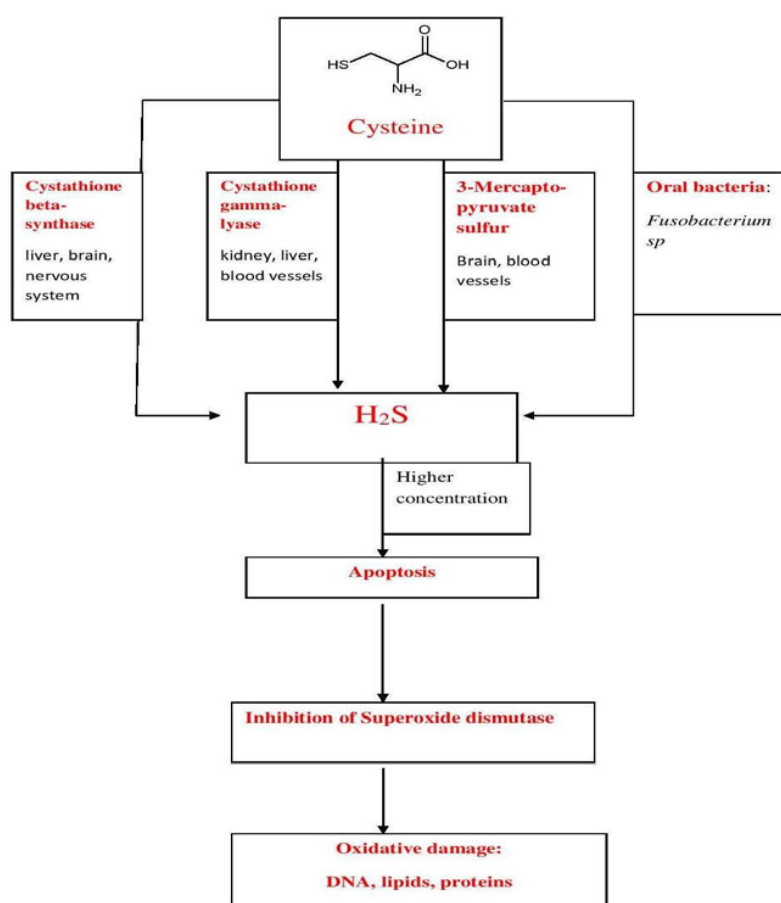 O
HS
OH
NH₂
Cysteine
Cystathione
beta-
synthase
liver, brain,
nervous
system
Cystathione
gamma-
lyase
kidney, liver,
blood vessels
3-Mercapto-
pyruvate
sulfur
Brain, blood
vessels
Oral bacteria:
Fusobacterium
sp
H₂S
Higher
concentration
Apoptosis
Inhibition of Superoxide dismutase
Oxidative damage:
DNA, lipids, proteins